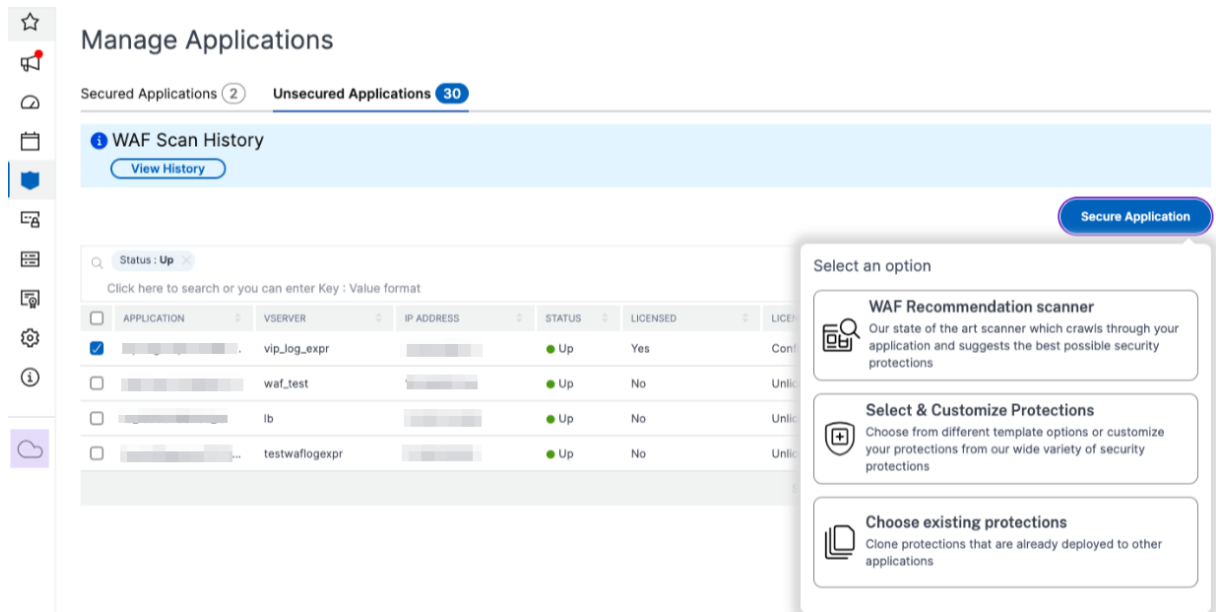 Manage Applications
Secured Applications 2 Unsecured Applications 30
WAF Scan History
View History
Secure Application
Status : Up
Click here to search or you can enter Key : Value format
APPLICATION VSERVER IP ADDRESS STATUS LICENSED
vip_log_expr Up Yes
waf_test Up No
lb Up No
testwaflogexpr Up No
Select an option
WAF Recommendation scanner
Our state of the art scanner which crawls through your
application and suggests the best possible security
protections
Select & Customize Protections
Choose from different template options or customize
your protections from our wide variety of security
protections
Choose existing protections
Clone protections that are already deployed to other
applications